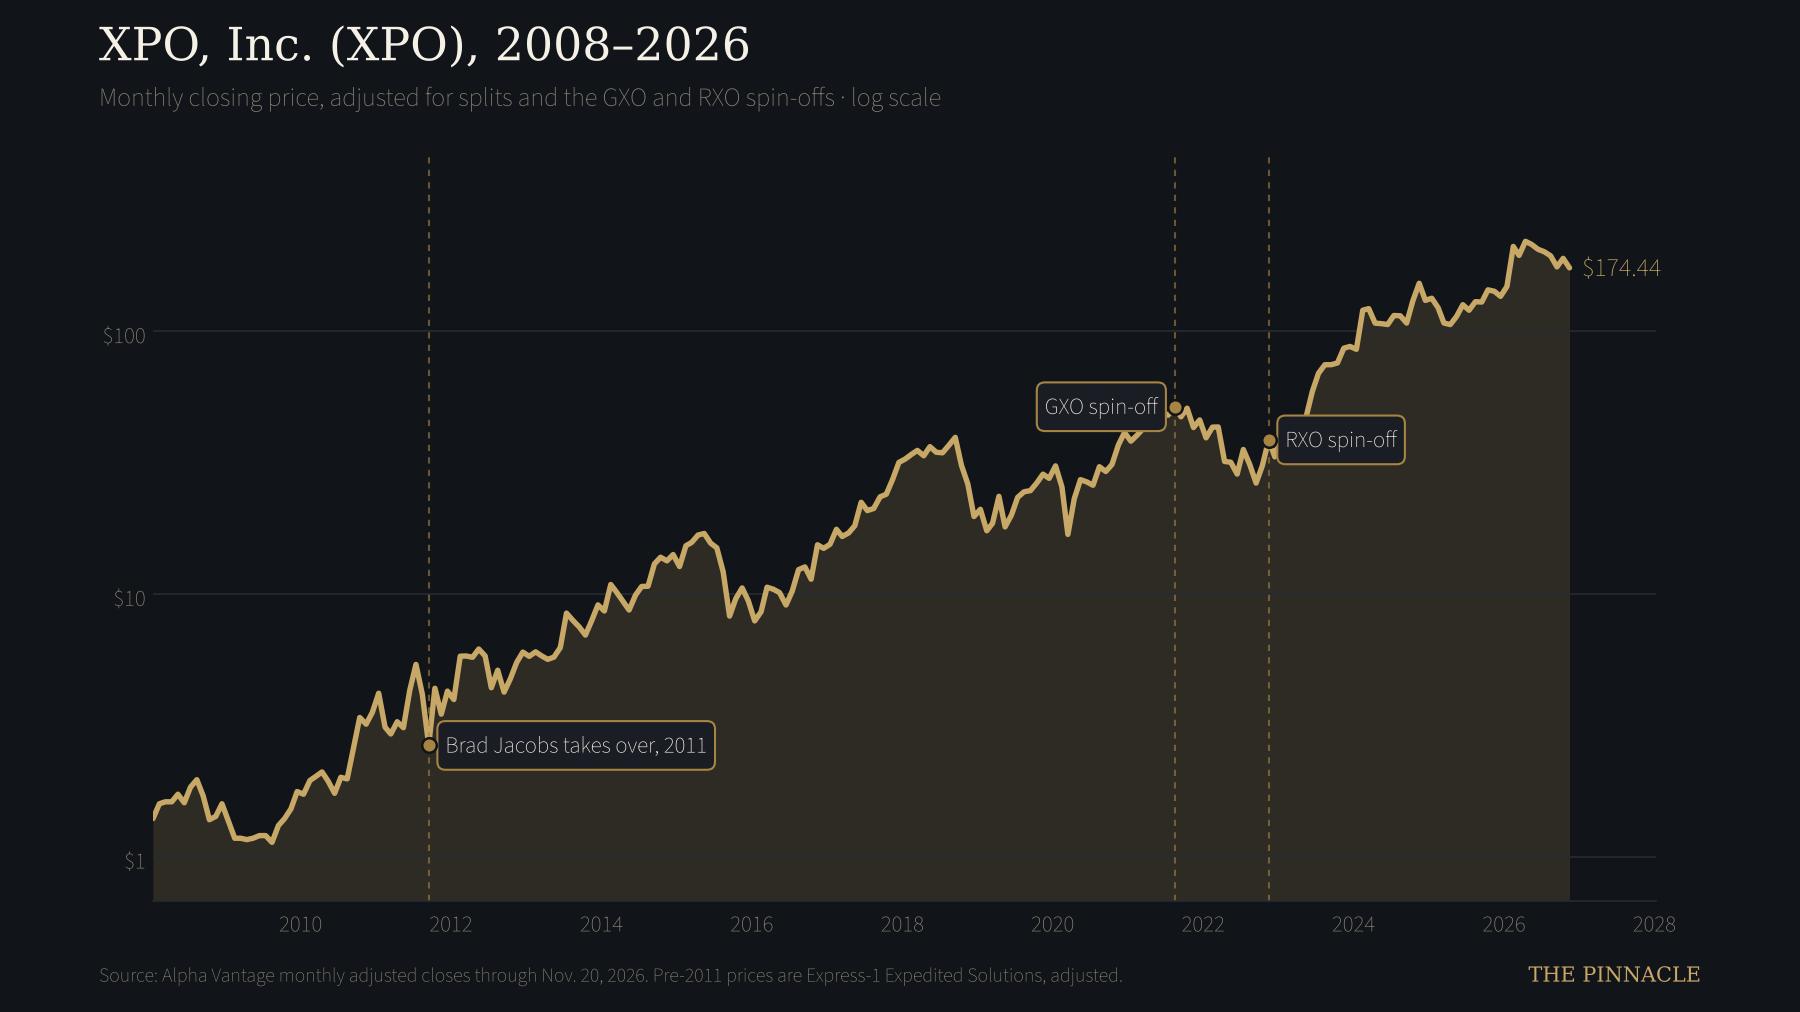 XPO, Inc. (XPO), 2008–2026
Monthly closing price, adjusted for splits and the GXO and RXO spin-offs · log scale
$174.44
$100
GXO spin-off
RXO spin-off
$10
Brad Jacobs takes over, 2011
$1
2010 2012 2014 2016 2018 2020 2022 2024 2026 2028
Source: Alpha Vantage monthly adjusted closes through Nov. 20, 2026. Pre-2011 prices are Express-1 Expedited Solutions, adjusted.
THE PINNACLE